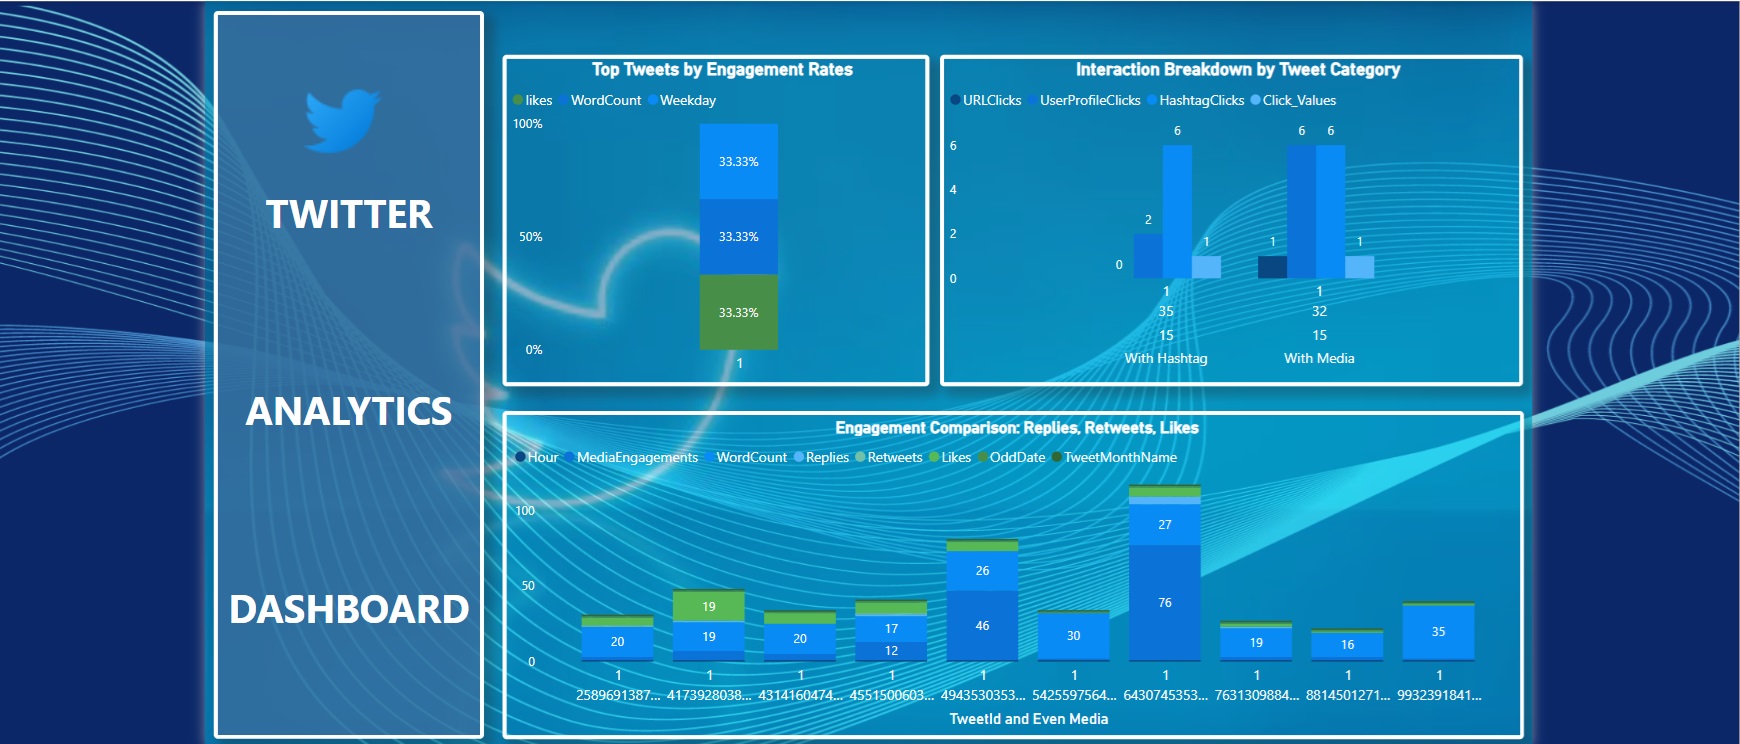 TWITTER
ANALYTICS
DASHBOARD
Top Tweets by Engagement Rates
likes WordCount Weekday
100%
50%
0%
33.33%
33.33%
33.33%
1
Interaction Breakdown by Tweet Category
URLClicks UserProfileClicks HashtagClicks Click_Values
6
4
2
0
0 2 6 1 1 6 6 1
1 1
35 32
15 15
With Hashtag With Media
Engagement Comparison: Replies, Retweets, Likes
Hour MediaEngagements WordCount Replies Retweets Likes OddDate TweetMonthName
100
50
0
20
19
19
20
17
12
26
46
30
27
76
19
16
35
1 1 1 1 1 1 1 1 1 1
2589691387... 4173928038... 4314160474... 4551500603... 4943530353... 5425597564... 6430745353... 7631309884... 8814501271... 9932391841...
TweetId and Even Media